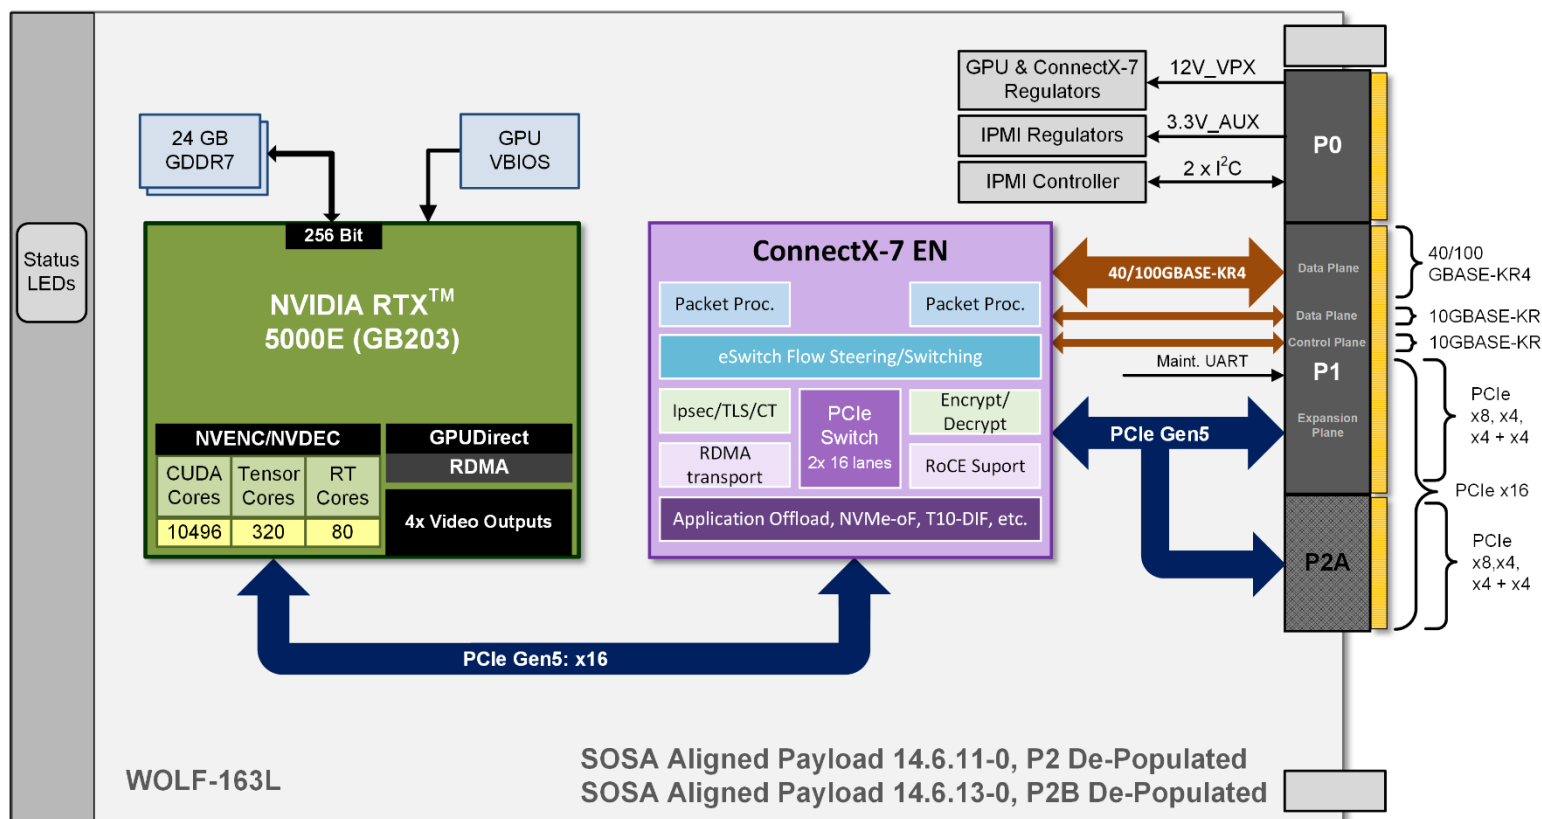 GPU & ConnectX-7
Regulators
12V_VPX
IPMI Regulators
3.3V_AUX
IPMI Controller
2 x I²C
P0
24 GB
GDDR7
GPU
VBIOS
Status
LEDs
256 Bit
NVIDIA RTX™
5000E (GB203)
NVENC/NVDEC
CUDA
Cores
Tensor
Cores
RT
Cores
10496
320
80
GPUDirect
RDMA
4x Video Outputs
ConnectX-7 EN
Packet Proc.
Packet Proc.
eSwitch Flow Steering/Switching
Ipsec/TLS/CT
PCIe
Switch
2x 16 lanes
Encrypt/
Decrypt
RDMA
transport
RoCE Suport
Application Offload, NVMe-oF, T10-DIF, etc.
40/100GBASE-KR4
Maint. UART
PCIe Gen5
Data Plane
Data Plane
Control Plane
P1
Expansion
Plane
P2A
40/100
GBASE-KR4
10GBASE-KR
10GBASE-KR
PCIe
x8, x4,
x4 + x4
PCIe x16
PCIe
x8,x4,
x4 + x4
PCIe Gen5: x16
WOLF-163L
SOSA Aligned Payload 14.6.11-0, P2 De-Populated
SOSA Aligned Payload 14.6.13-0, P2B De-Populated